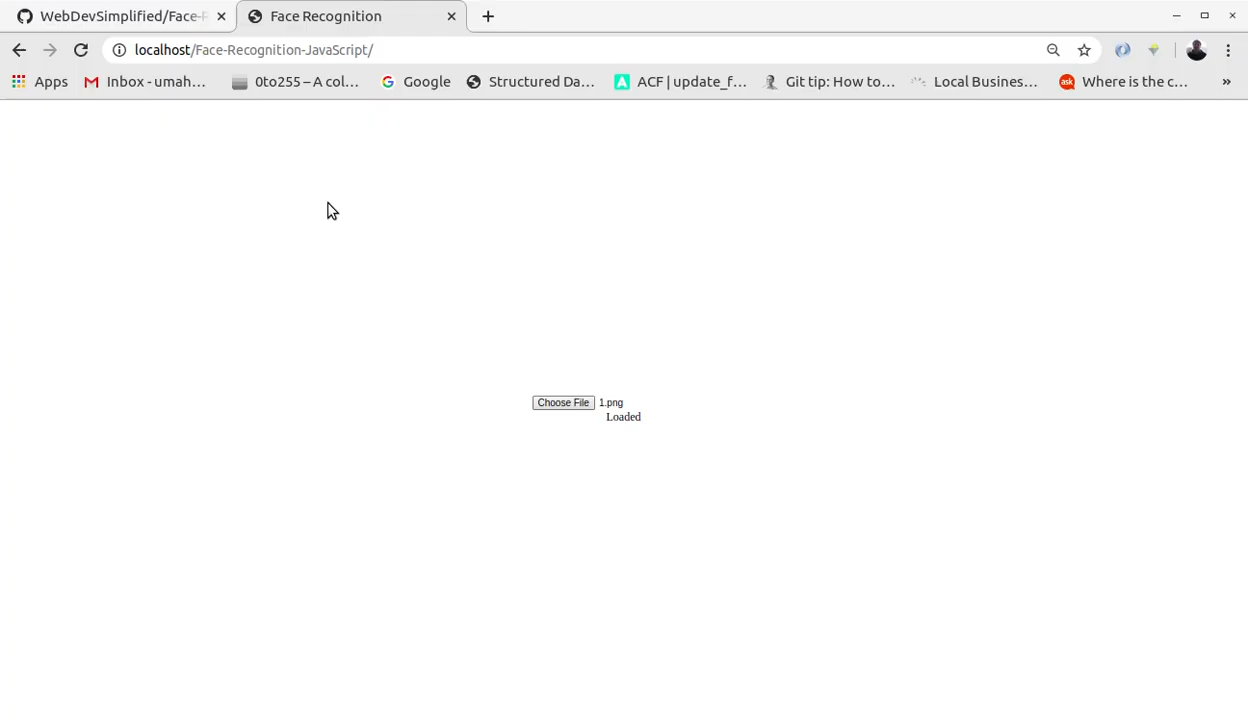 WebDevSimplified/Face-R
Face Recognition
localhost/Face-Recognition-JavaScript/
Apps
Inbox - umah...
0to255 – A col...
Google
Structured Da...
ACF | update_f...
Git tip: How to...
Local Busines...
ask
Where is the c...
»
Choose File 1.png
Loaded